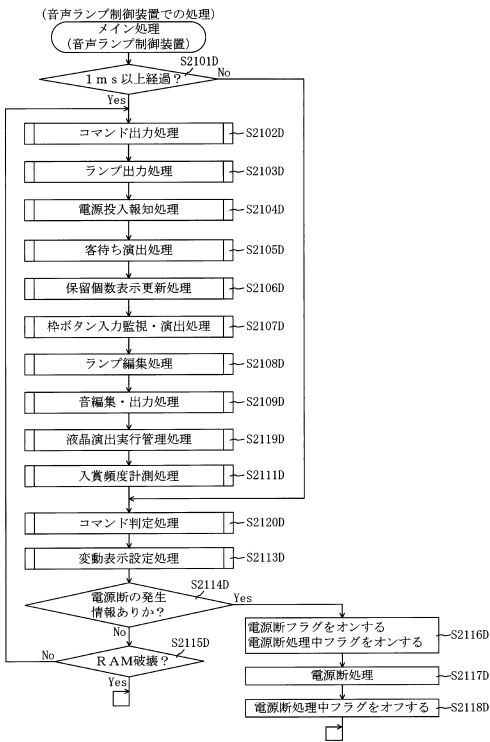 (音声ランプ制御装置での処理)
メイン処理
(音声ランプ制御装置)
S2101D
1ms以上経過?
No
Yes
コマンド出力処理
S2102D
ランプ出力処理
S2103D
電源投入報知処理
S2104D
客待ち演出処理
S2105D
保留個数表示更新処理
S2106D
枠ボタン入力監視・演出処理
S2107D
ランプ編集処理
S2108D
音編集・出力処理
S2109D
液晶演出実行管理処理
S2119D
入賞頻度計測処理
S2111D
コマンド判定処理
S2120D
変動表示設定処理
S2113D
S2114D
電源断の発生
情報ありか?
Yes
No
電源断フラグをオンする
電源断処理中フラグをオンする
S2116D
S2115D
RAM破壊?
No
Yes
電源断処理
S2117D
電源断処理中フラグをオフする
S2118D